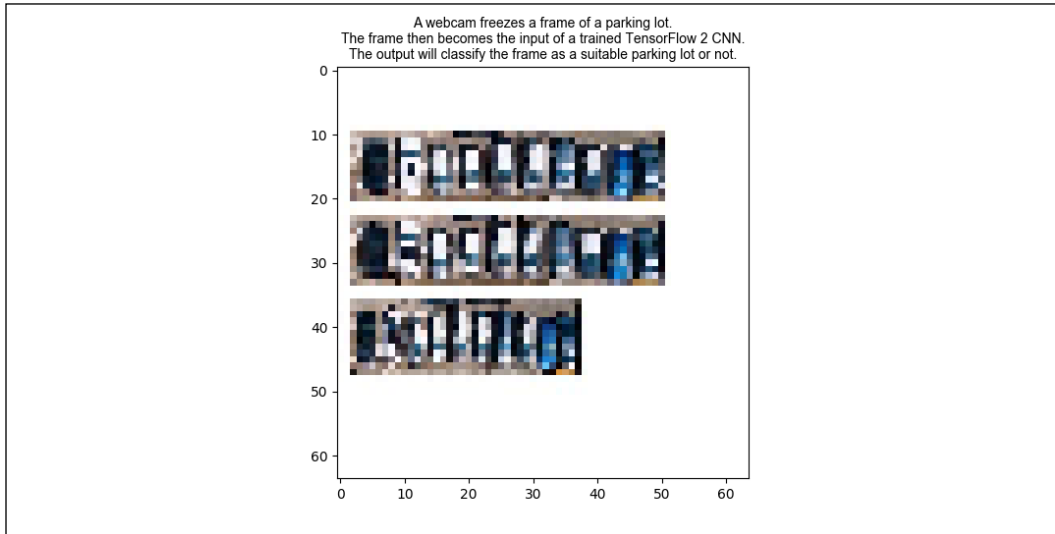 A webcam freezes a frame of a parking lot.
The frame then becomes the input of a trained TensorFlow 2 CNN.
The output will classify the frame as a suitable parking lot or not.
0
10
20
30
40
50
60
0 10 20 30 40 50 60